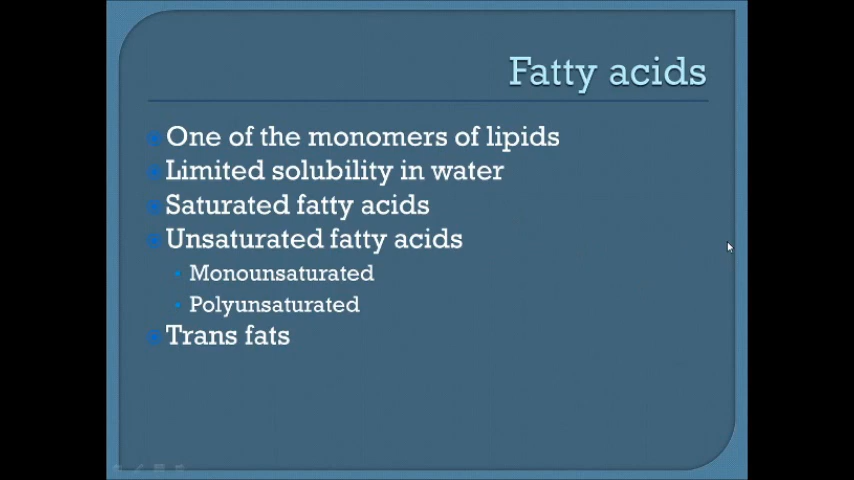 Fatty acids
One of the monomers of lipids
Limited solubility in water
Saturated fatty acids
Unsaturated fatty acids
Monounsaturated
Polyunsaturated
Trans fats